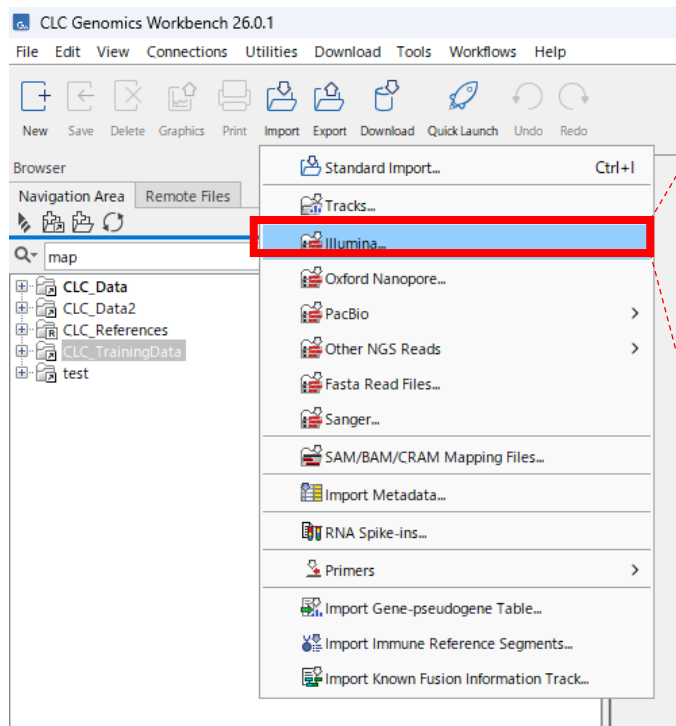 CLC Genomics Workbench 26.0.1
File Edit View Connections Utilities Download Tools Workflows Help
New Save Delete Graphics Print Import Export Download Quick Launch Undo Redo
Browser
Navigation Area Remote Files
map
CLC_Data
CLC_Data2
CLC_References
CLC_TrainingData
test
Standard Import... Ctrl+I
Tracks...
Illumina...
Oxford Nanopore...
PacBio
Other NGS Reads
Fasta Read Files...
Sanger...
SAM/BAM/CRAM Mapping Files...
Import Metadata...
RNA Spike-ins...
Primers
Import Gene-pseudogene Table...
Import Immune Reference Segments...
Import Known Fusion Information Track...